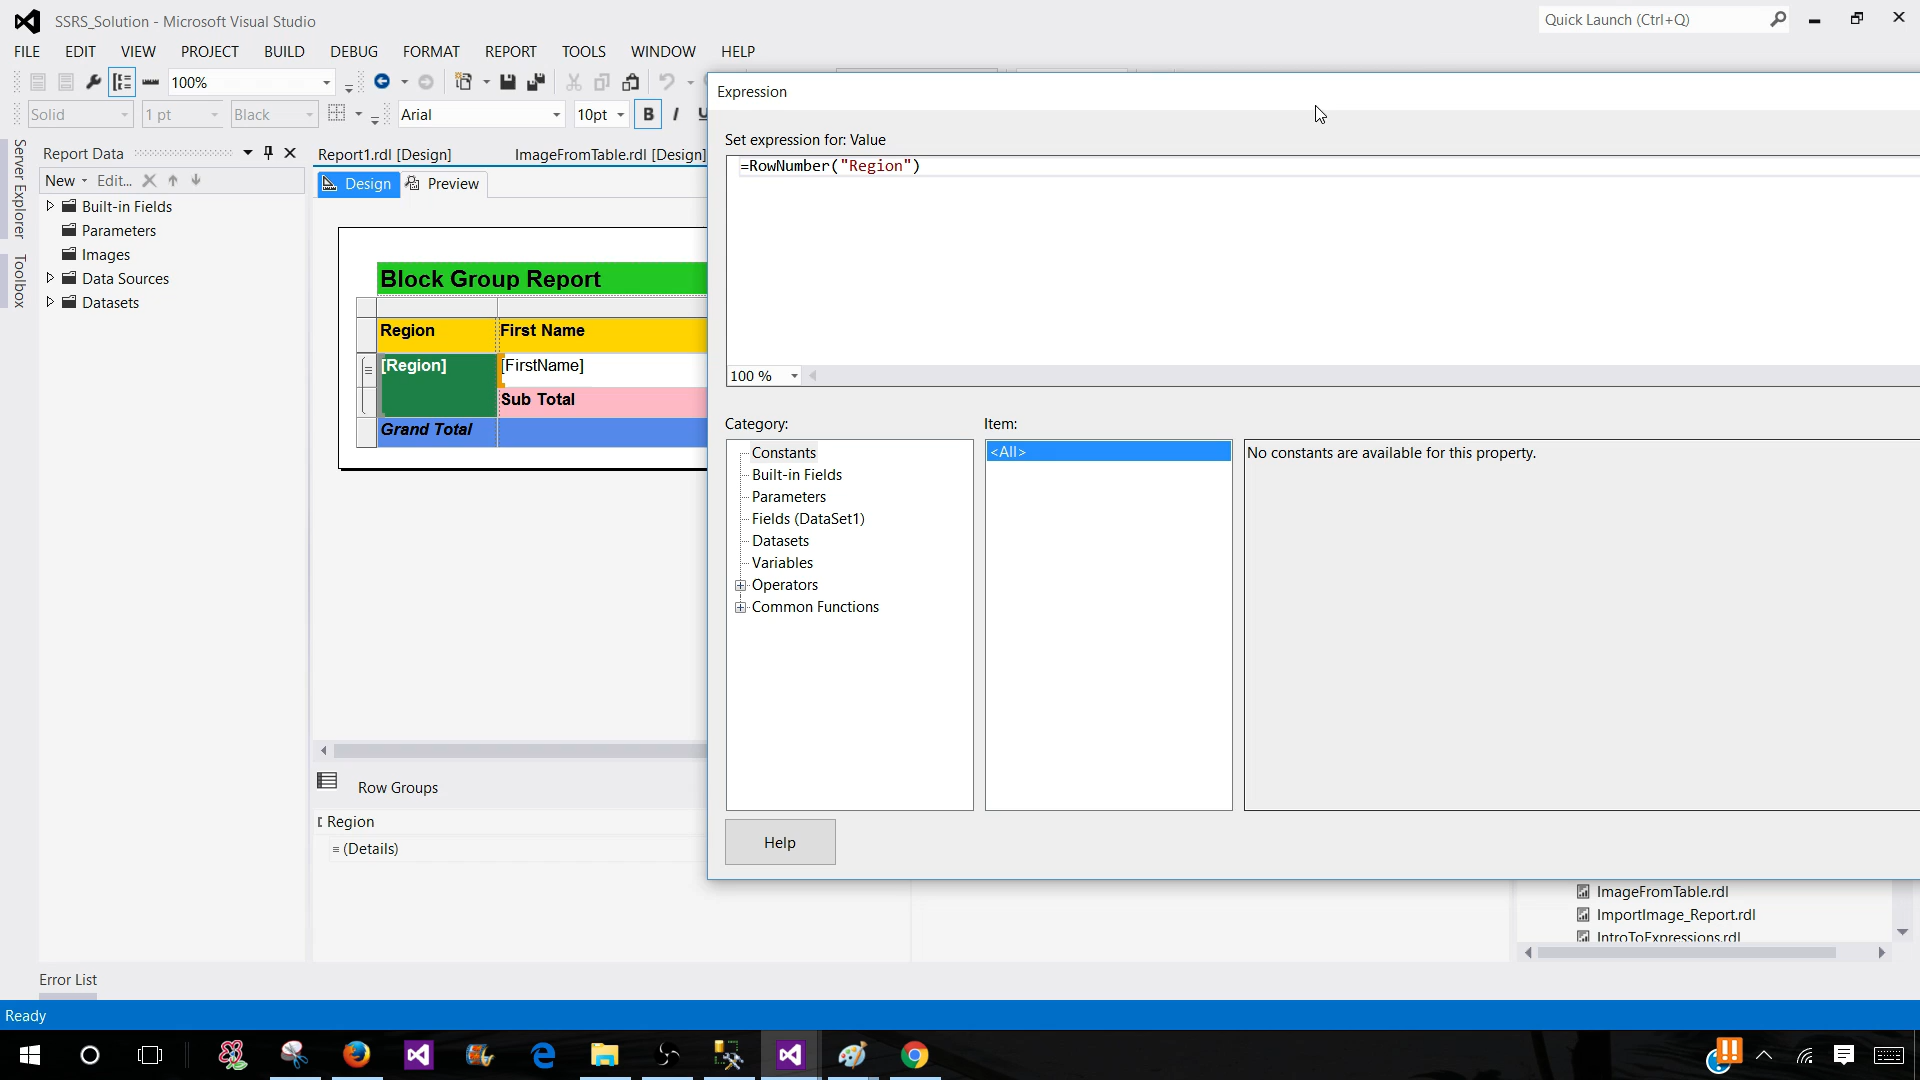 SSRS_Solution - Microsoft Visual Studio
Quick Launch (Ctrl+Q)
FILE EDIT VIEW PROJECT BUILD DEBUG FORMAT REPORT TOOLS WINDOW HELP
100%
Solid 1 pt Black Arial 10pt B I U
Expression
Set expression for: Value
=RowNumber("Region")
100 %
Server Explorer
Toolbox
Report Data
New Edit...
Built-in Fields
Parameters
Images
Data Sources
Datasets
Report1.rdl [Design] ImageFromTable.rdl [Design]
Design Preview
Block Group Report
Region First Name
[Region] [FirstName]
Sub Total
Grand Total
Category:
Constants
Built-in Fields
Parameters
Fields (DataSet1)
Datasets
Variables
Operators
Common Functions
Item:
<All>
No constants are available for this property.
Help
Row Groups
Region
(Details)
ImageFromTable.rdl
ImportImage_Report.rdl
IntroToExpressions.rdl
Error List
Ready